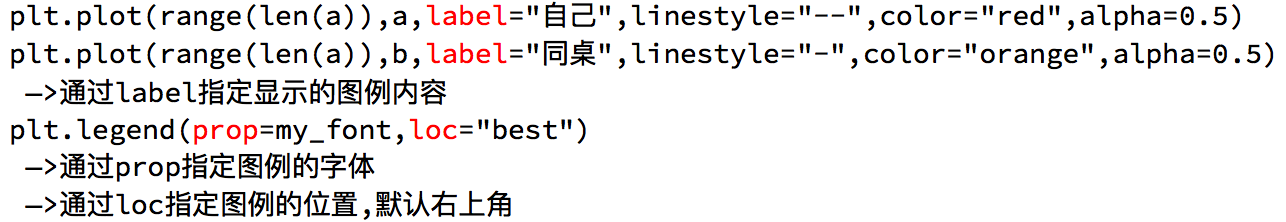 plt.plot(range(len(a)),a,label="自己",linestyle="--",color="red",alpha=0.5)
plt.plot(range(len(a)),b,label="同桌",linestyle="-",color="orange",alpha=0.5)
—>通过label指定显示的图例内容
plt.legend(prop=my_font,loc="best")
—>通过prop指定图例的字体
—>通过loc指定图例的位置,默认右上角